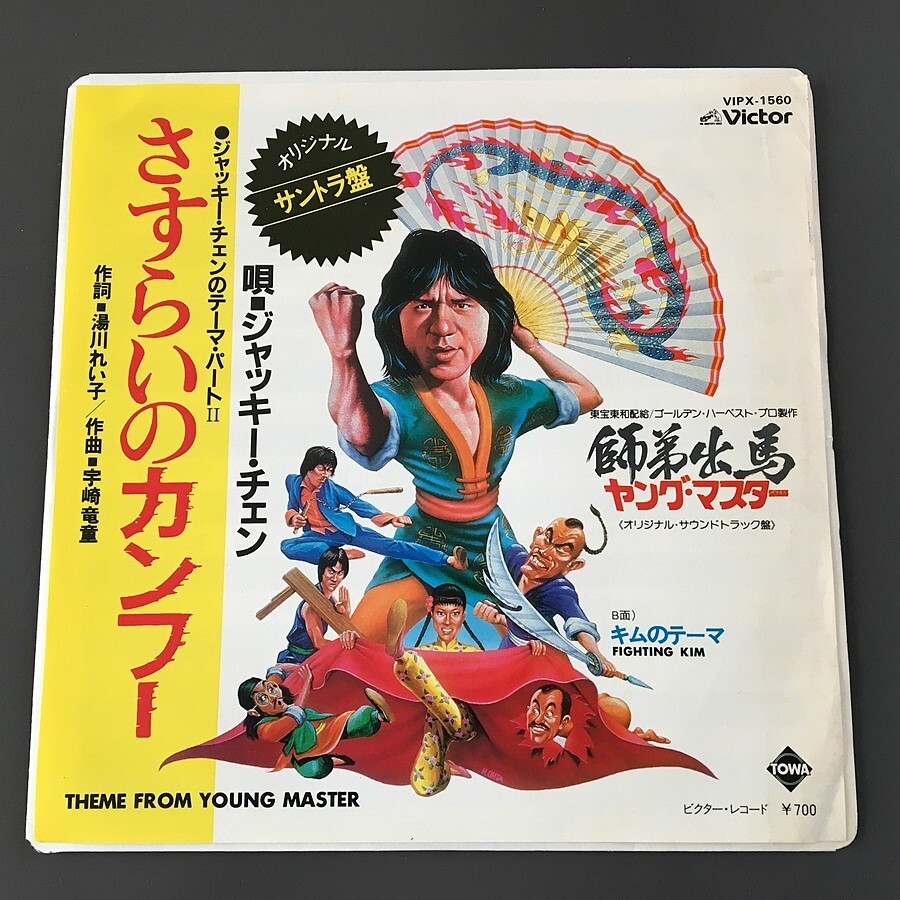 VIPX-1560
Victor
オリジナル
サントラ盤
●ジャッキー・チェンのテーマ・パートII
さすらいのカンフー
作詞■湯川れい子／作曲■宇崎竜童
唄■ジャッキー・チェン
東宝東和配給/ゴールデン・ハーベスト・プロ製作
師弟出馬
ヤング・マスター
《オリジナル・サウンドトラック盤》
B面)
キムのテーマ
FIGHTING KIM
TOWA
THEME FROM YOUNG MASTER
ビクター・レコード ￥700